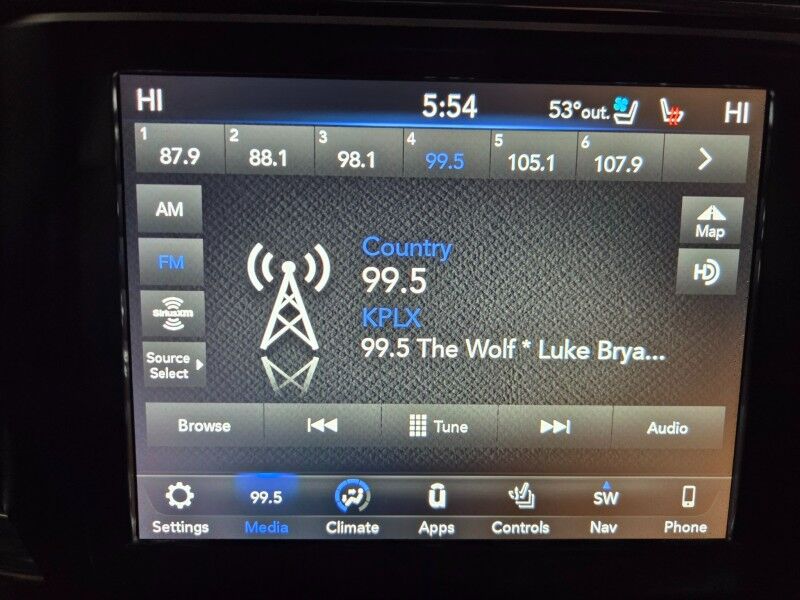 HI 5:54 53°out. HI
1 2 3 4 5 6
87.9 88.1 98.1 99.5 105.1 107.9
AM
FM
SiriusXM
Source
Select
Country
99.5
KPLX
99.5 The Wolf * Luke Brya...
Map
HD
Browse Tune Audio
99.5 SW
Settings Media Climate Apps Controls Nav Phone